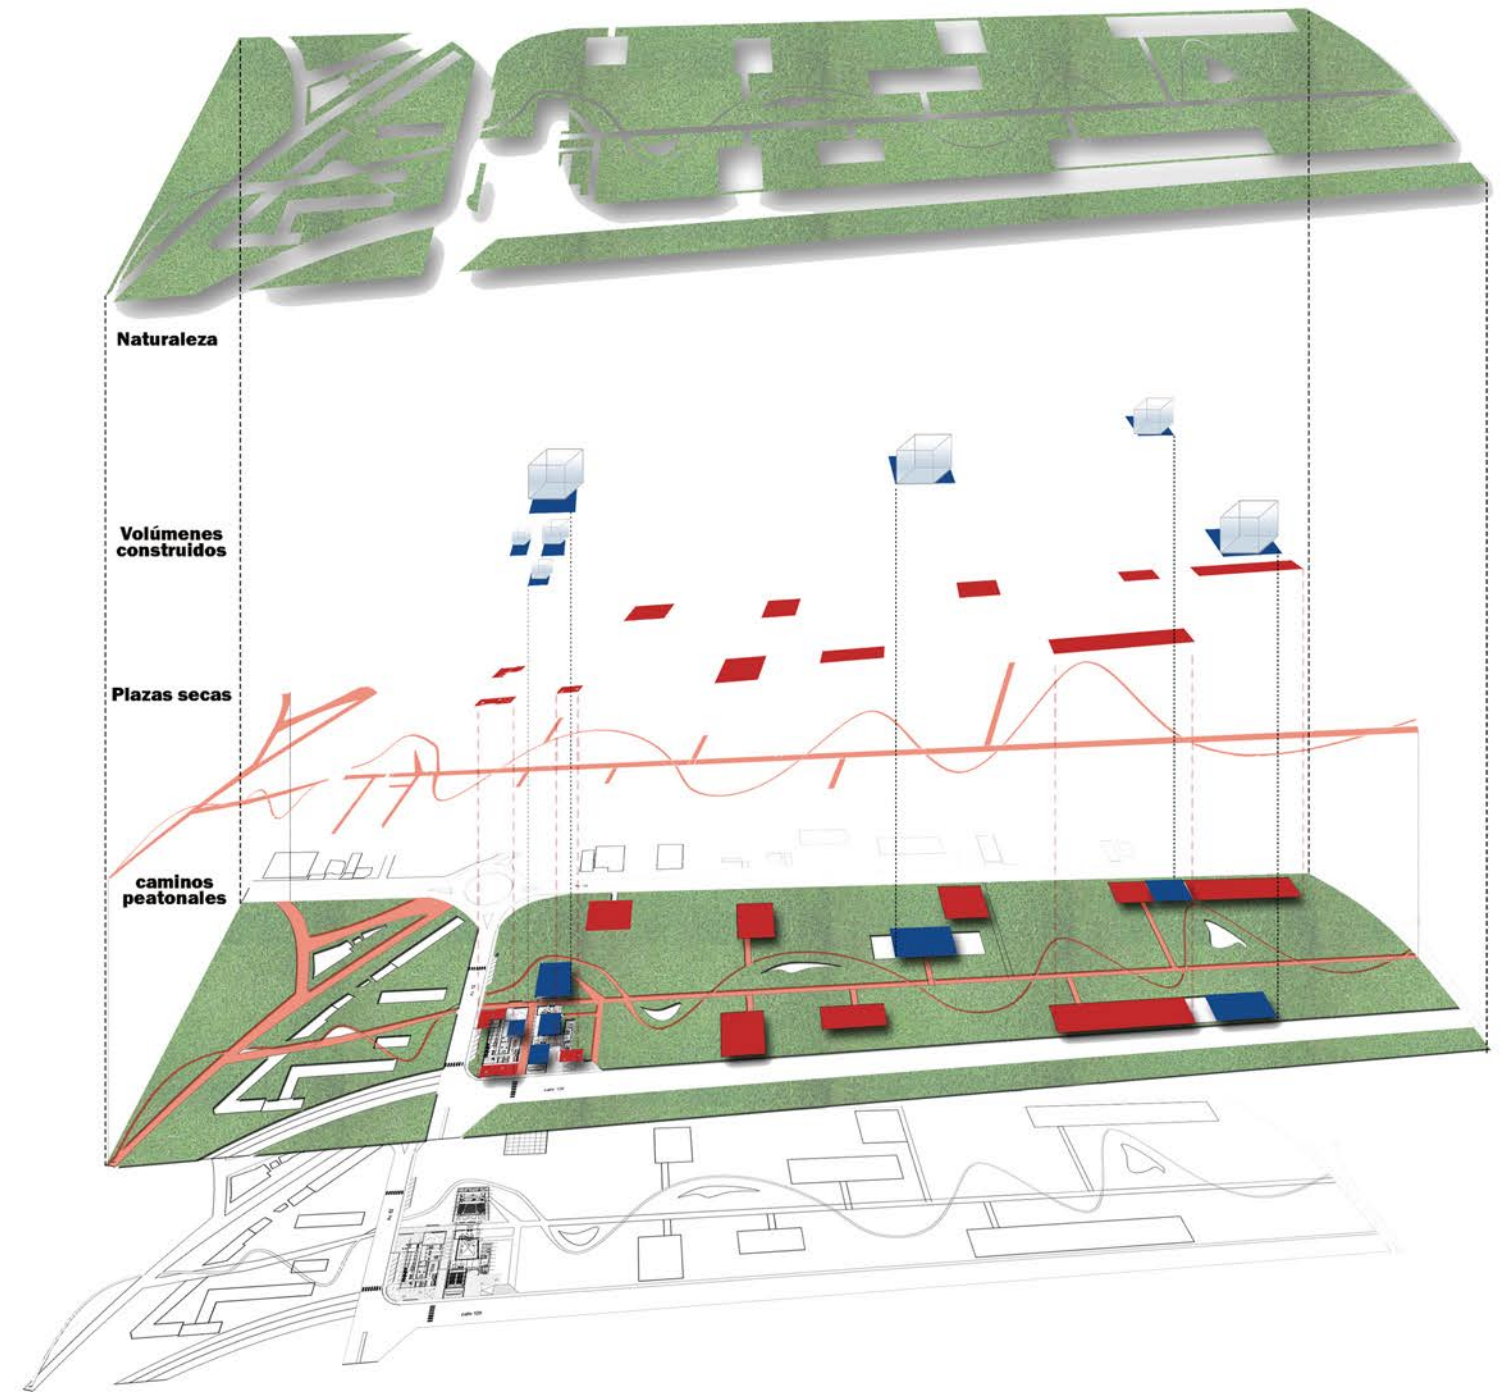 Naturaleza
Volúmenes
construidos
Plazas secas
caminos
peatonales